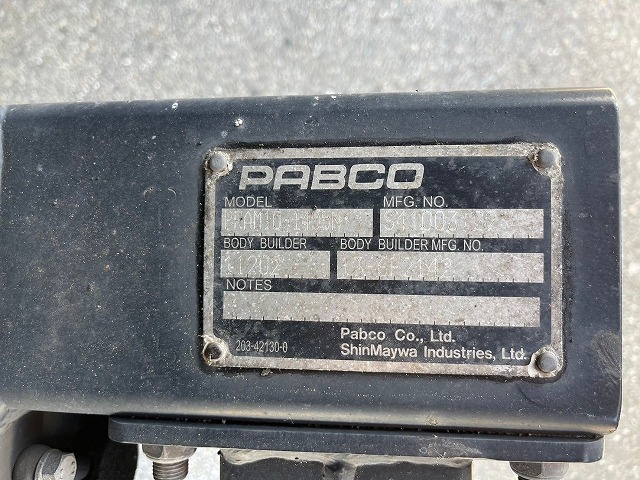 PABCO
MODEL MFG. NO.
BODY BUILDER BODY BUILDER MFG. NO.
NOTES
203-42130-0
Pabco Co., Ltd.
ShinMaywa Industries, Ltd.